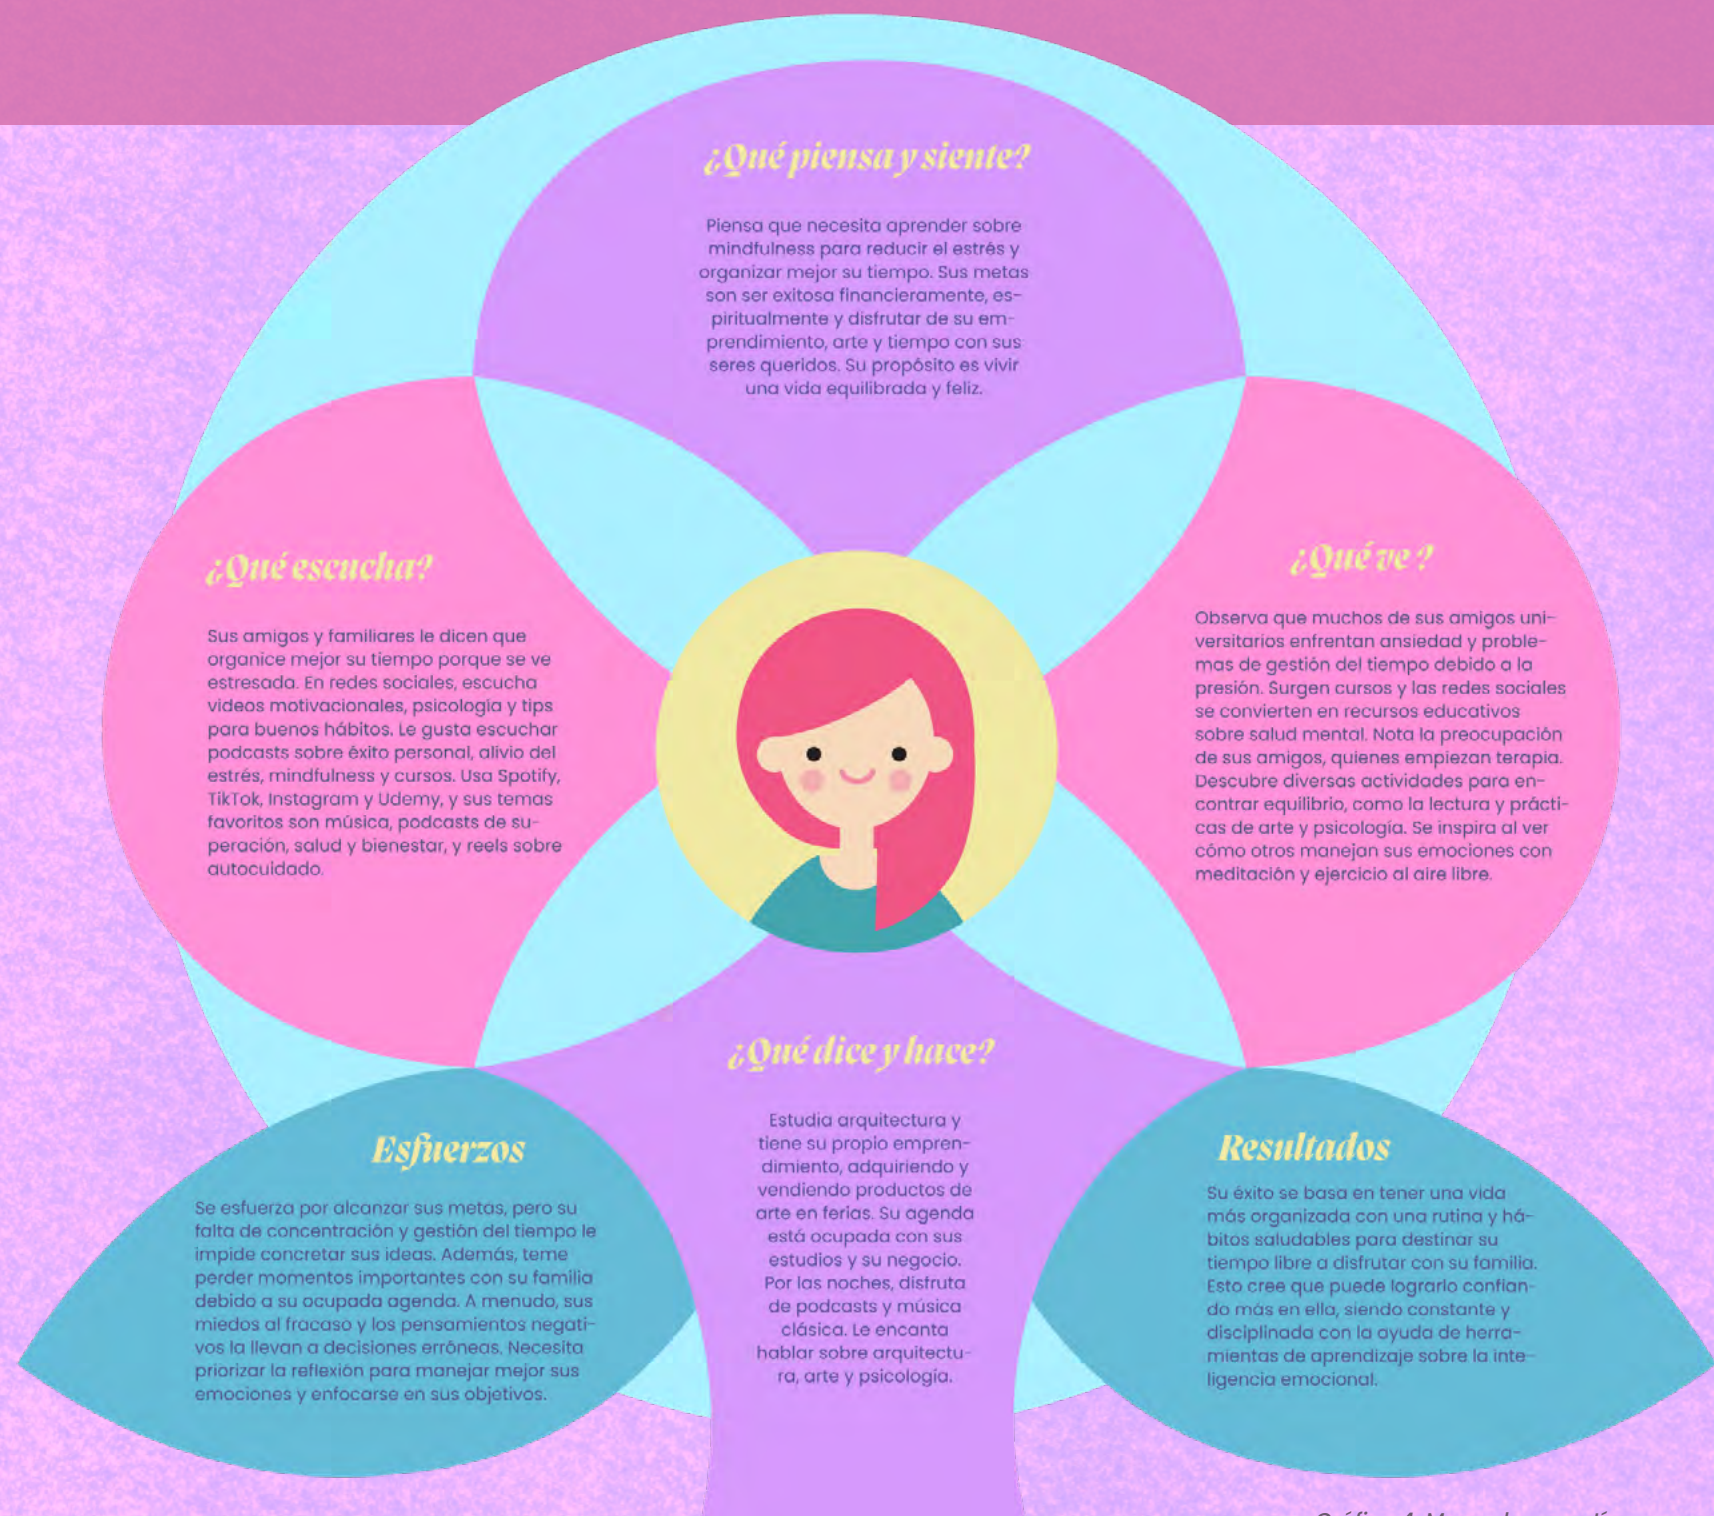 ¿Qué piensa y siente?
Piensa que necesita aprender sobre
mindfulness para reducir el estrés y
organizar mejor su tiempo. Sus metas
son ser exitosa financieramente, es-
piritualmente y disfrutar de su em-
prendimiento, arte y tiempo con sus
seres queridos. Su propósito es vivir
una vida equilibrada y feliz.
¿Qué escucha?
Sus amigos y familiares le dicen que
organice mejor su tiempo porque se ve
estresada. En redes sociales, escucha
videos motivacionales, psicología y tips
para buenos hábitos. Le gusta escuchar
podcasts sobre éxito personal, alivio del
estrés, mindfulness y cursos. Usa Spotify,
TikTok, Instagram y Udemy, y sus temas
favoritos son música, podcasts de su-
peración, salud y bienestar, y reels sobre
autocuidado.
¿Qué ve ?
Observa que muchos de sus amigos uni-
versitarios enfrentan ansiedad y proble-
mas de gestión del tiempo debido a la
presión. Surgen cursos y las redes sociales
se convierten en recursos educativos
sobre salud mental. Nota la preocupación
de sus amigos, quienes empiezan terapia.
Descubre diversas actividades para en-
contrar equilibrio, como la lectura y prácti-
cas de arte y psicología. Se inspira al ver
cómo otros manejan sus emociones con
meditación y ejercicio al aire libre.
¿Qué dice y hace?
Estudia arquitectura y
tiene su propio empren-
dimiento, adquiriendo y
vendiendo productos de
arte en ferias. Su agenda
está ocupada con sus
estudios y su negocio.
Por las noches, disfruta
de podcasts y música
clásica. Le encanta
hablar sobre arquitectu-
ra, arte y psicología.
Esfuerzos
Se esfuerza por alcanzar sus metas, pero su
falta de concentración y gestión del tiempo le
impide concretar sus ideas. Además, teme
perder momentos importantes con su familia
debido a su ocupada agenda. A menudo, sus
miedos al fracaso y los pensamientos negati-
vos la llevan a decisiones erróneas. Necesita
priorizar la reflexión para manejar mejor sus
emociones y enfocarse en sus objetivos.
Resultados
Su éxito se basa en tener una vida
más organizada con una rutina y há-
bitos saludables para destinar su
tiempo libre a disfrutar con su familia.
Esto cree que puede lograrlo confian-
do más en ella, siendo constante y
disciplinada con la ayuda de herra-
mientas de aprendizaje sobre la inte-
ligencia emocional.